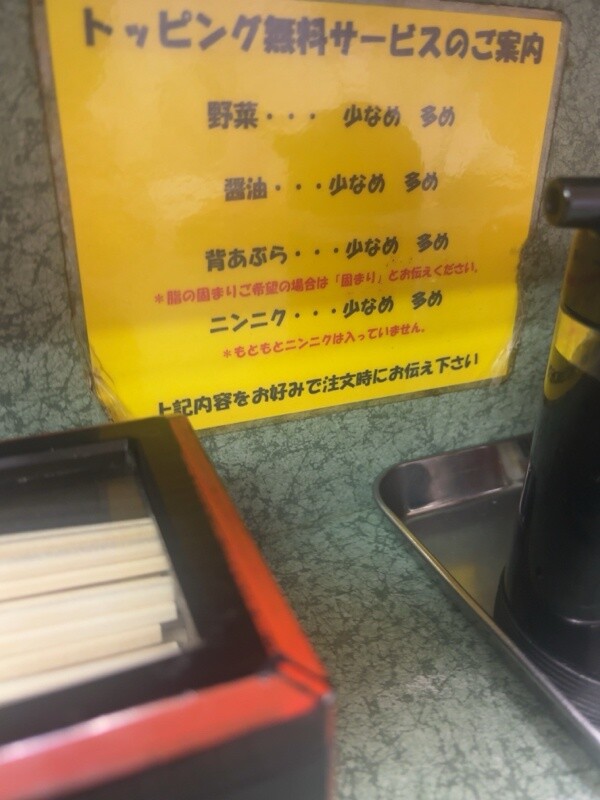 トッピング無料サービスのご案内
野菜・・・ 少なめ 多め
醤油・・・少なめ 多め
背あぶら・・・少なめ 多め
*脂の固まりご希望の場合は「固まり」とお伝えください。
ニンニク・・・少なめ 多め
*もともとニンニクは入っていません。
上記内容をお好みで注文時にお伝え下さい